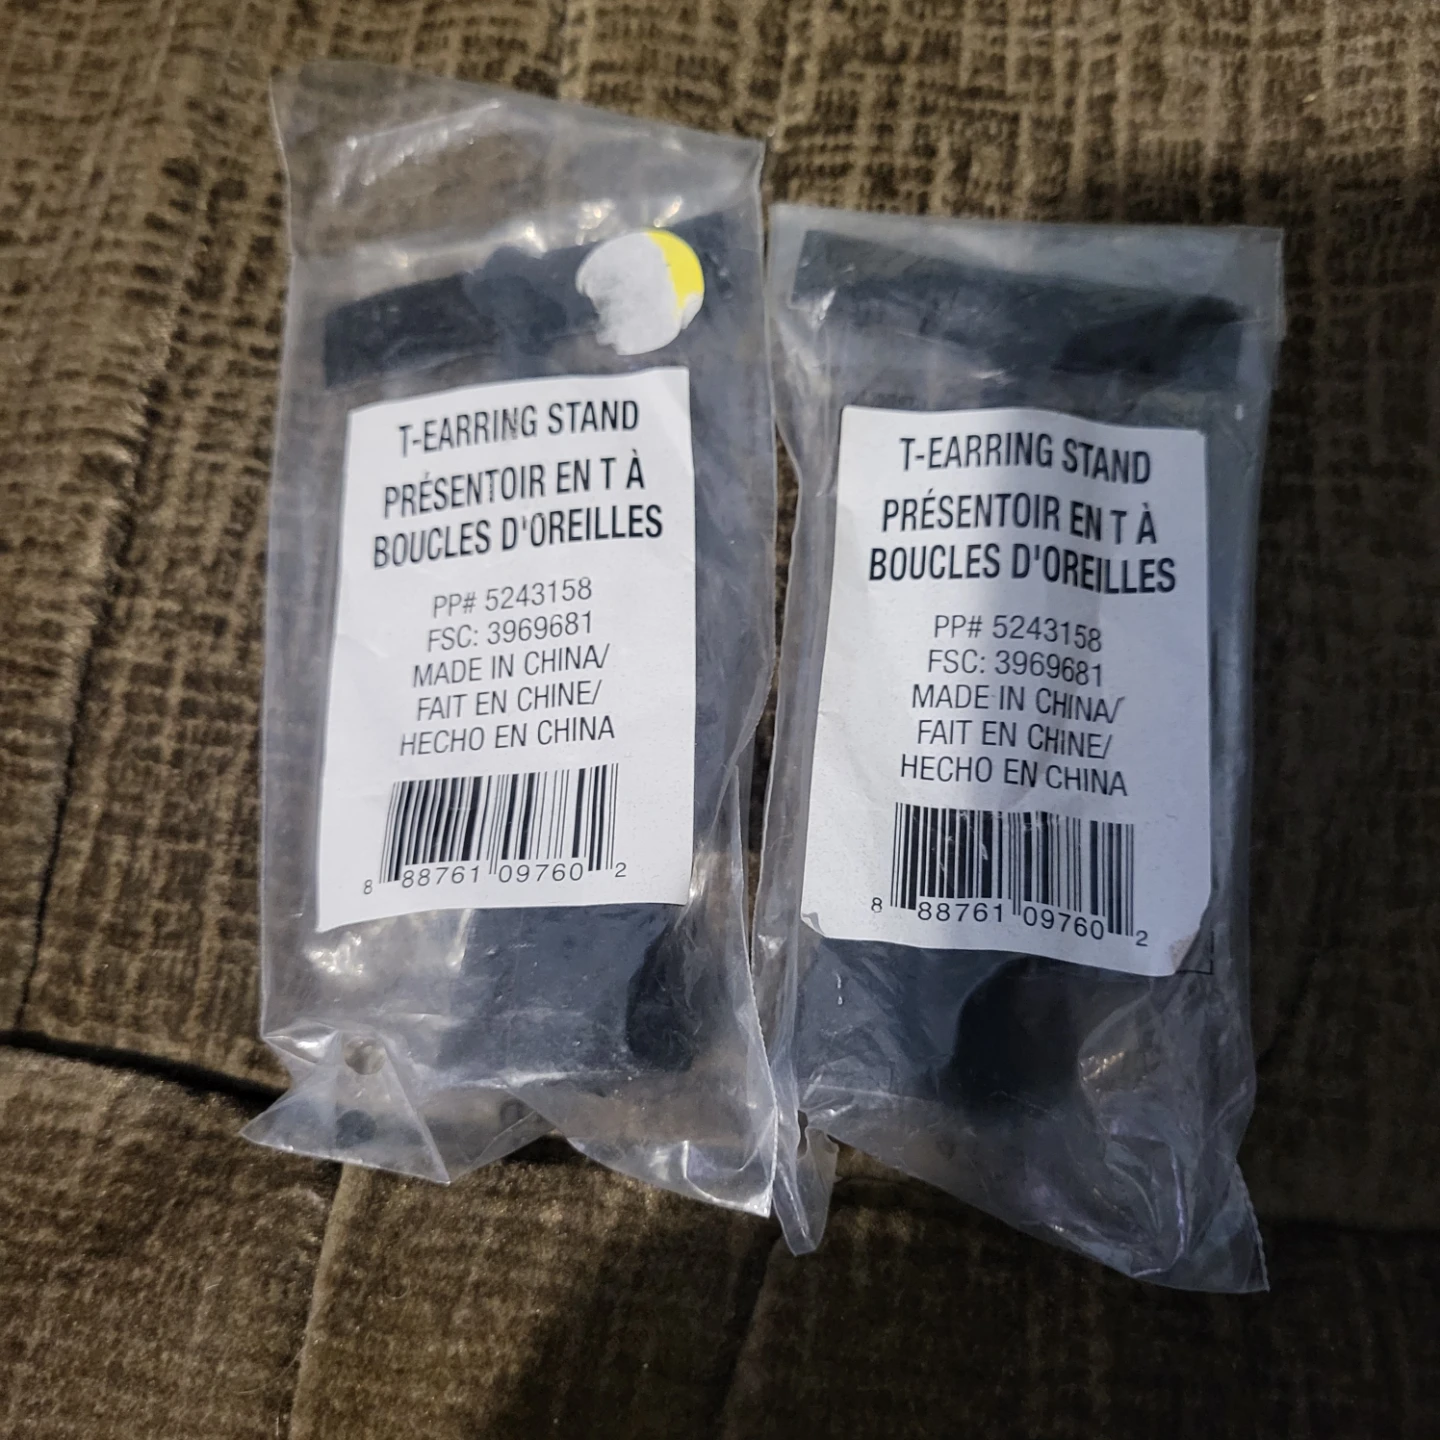 T-EARRING STAND
PRÉSENTOIR EN T À
BOUCLES D'OREILLES
PP# 5243158
FSC: 3969681
MADE IN CHINA/
FAIT EN CHINE/
HECHO EN CHINA
8 88761 09760 2
T-EARRING STAND
PRÉSENTOIR EN T À
BOUCLES D'OREILLES
PP# 5243158
FSC: 3969681
MADE IN CHINA/
FAIT EN CHINE/
HECHO EN CHINA
8 88761 09760 2